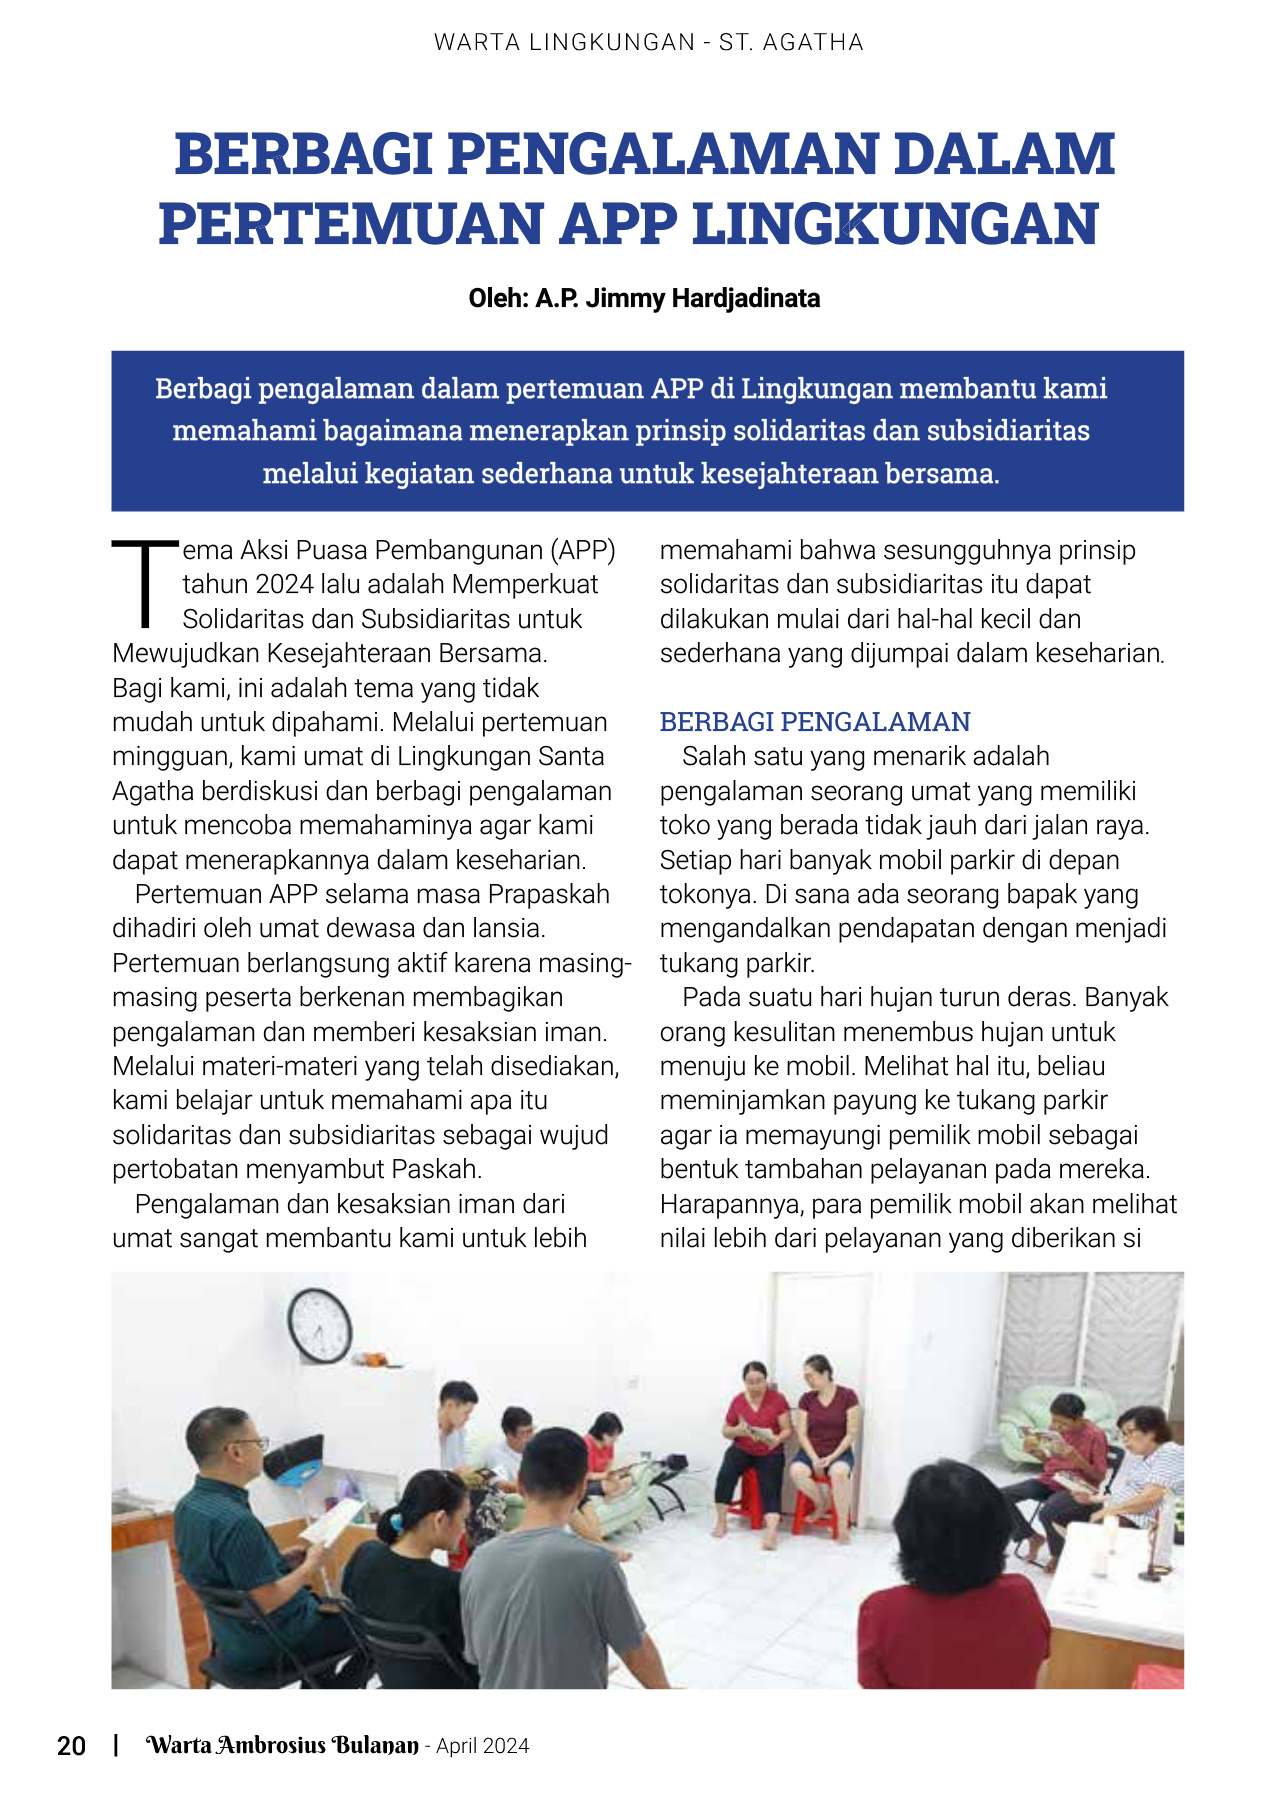 WARTA LINGKUNGAN - ST. AGATHA
BERBAGI PENGALAMAN DALAM
PERTEMUAN APP LINGKUNGAN
Oleh: A.P. Jimmy Hardjadinata
Berbagi pengalaman dalam pertemuan APP di Lingkungan membantu kami
memahami bagaimana menerapkan prinsip solidaritas dan subsidiaritas
melalui kegiatan sederhana untuk kesejahteraan bersama.
Tema Aksi Puasa Pembangunan (APP)
tahun 2024 lalu adalah Memperkuat
Solidaritas dan Subsidiaritas untuk
Mewujudkan Kesejahteraan Bersama.
Bagi kami, ini adalah tema yang tidak
mudah untuk dipahami. Melalui pertemuan
mingguan, kami umat di Lingkungan Santa
Agatha berdiskusi dan berbagi pengalaman
untuk mencoba memahaminya agar kami
dapat menerapkannya dalam keseharian.
Pertemuan APP selama masa Prapaskah
dihadiri oleh umat dewasa dan lansia.
Pertemuan berlangsung aktif karena masing-
masing peserta berkenan membagikan
pengalaman dan memberi kesaksian iman.
Melalui materi-materi yang telah disediakan,
kami belajar untuk memahami apa itu
solidaritas dan subsidiaritas sebagai wujud
pertobatan menyambut Paskah.
Pengalaman dan kesaksian iman dari
umat sangat membantu kami untuk lebih
memahami bahwa sesungguhnya prinsip
solidaritas dan subsidiaritas itu dapat
dilakukan mulai dari hal-hal kecil dan
sederhana yang dijumpai dalam keseharian.
BERBAGI PENGALAMAN
Salah satu yang menarik adalah
pengalaman seorang umat yang memiliki
toko yang berada tidak jauh dari jalan raya.
Setiap hari banyak mobil parkir di depan
tokonya. Di sana ada seorang bapak yang
mengandalkan pendapatan dengan menjadi
tukang parkir.
Pada suatu hari hujan turun deras. Banyak
orang kesulitan menembus hujan untuk
menuju ke mobil. Melihat hal itu, beliau
meminjamkan payung ke tukang parkir
agar ia memayungi pemilik mobil sebagai
bentuk tambahan pelayanan pada mereka.
Harapannya, para pemilik mobil akan melihat
nilai lebih dari pelayanan yang diberikan si
20 | Warta Ambrosius Bulanan - April 2024